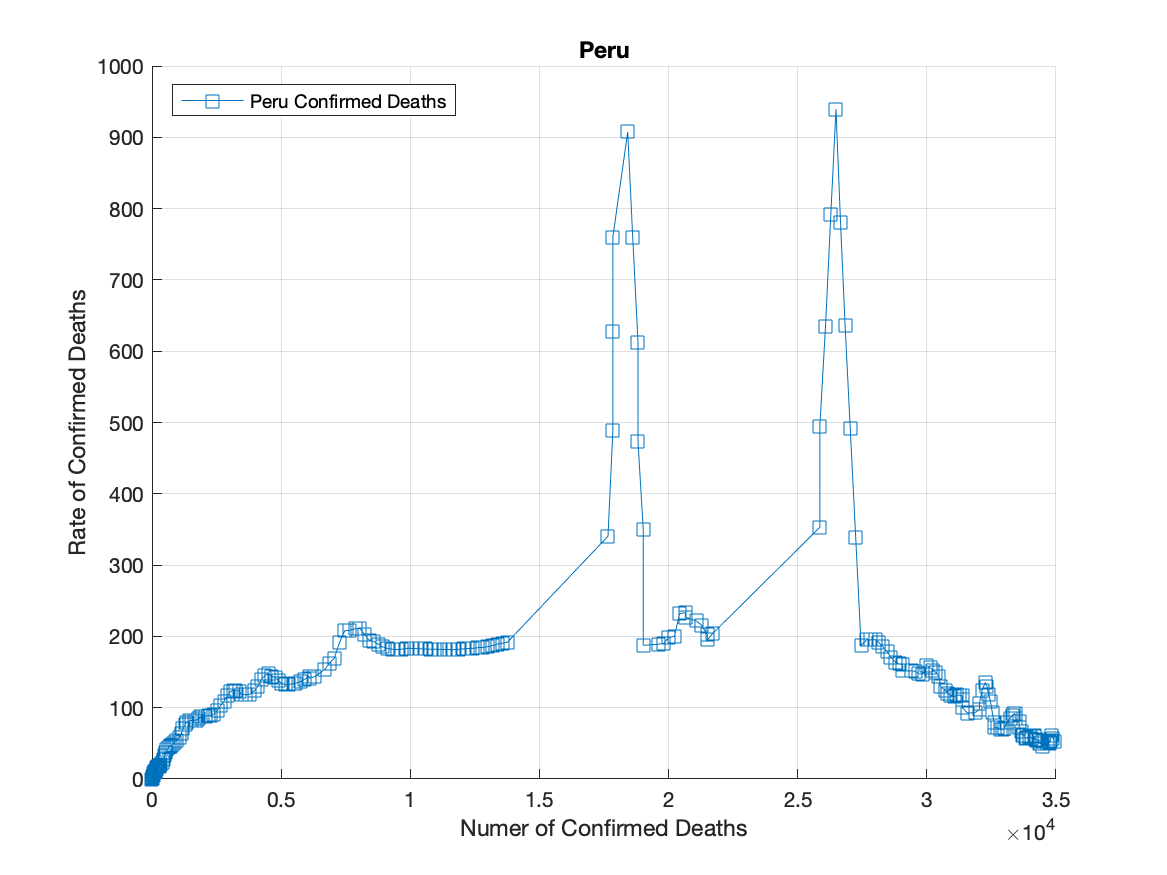 Peru
1000
900
800
700
600
500
400
300
200
100
0
Peru Confirmed Deaths
Rate of Confirmed Deaths
0 0.5 1 1.5 2 2.5 3 3.5
×10^4
Numer of Confirmed Deaths